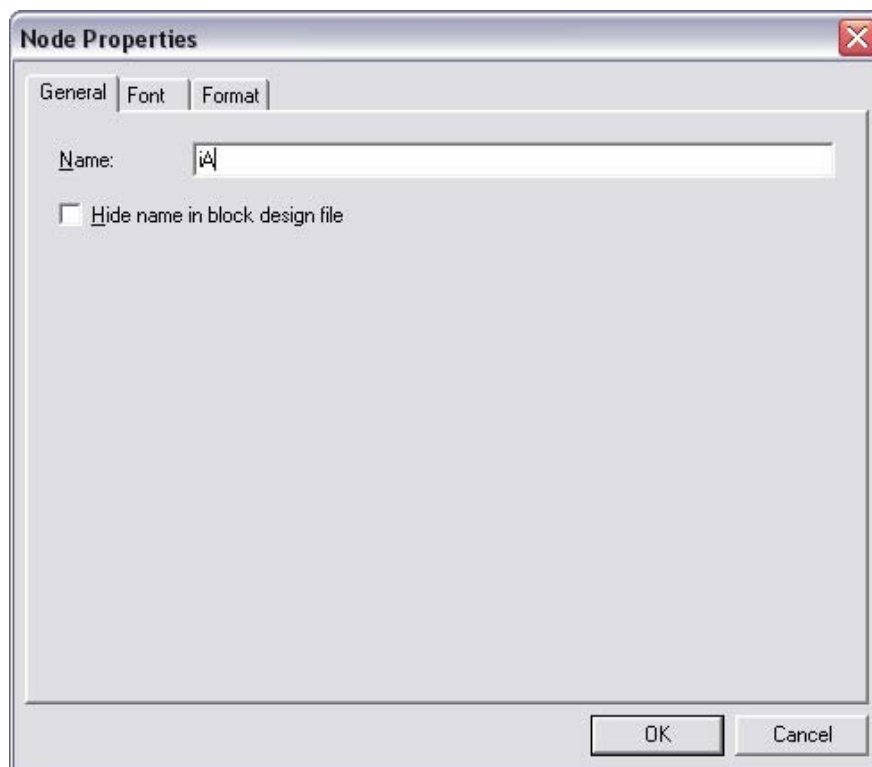 Node Properties
General Font Format
Name: iA
Hide name in block design file
OK Cancel